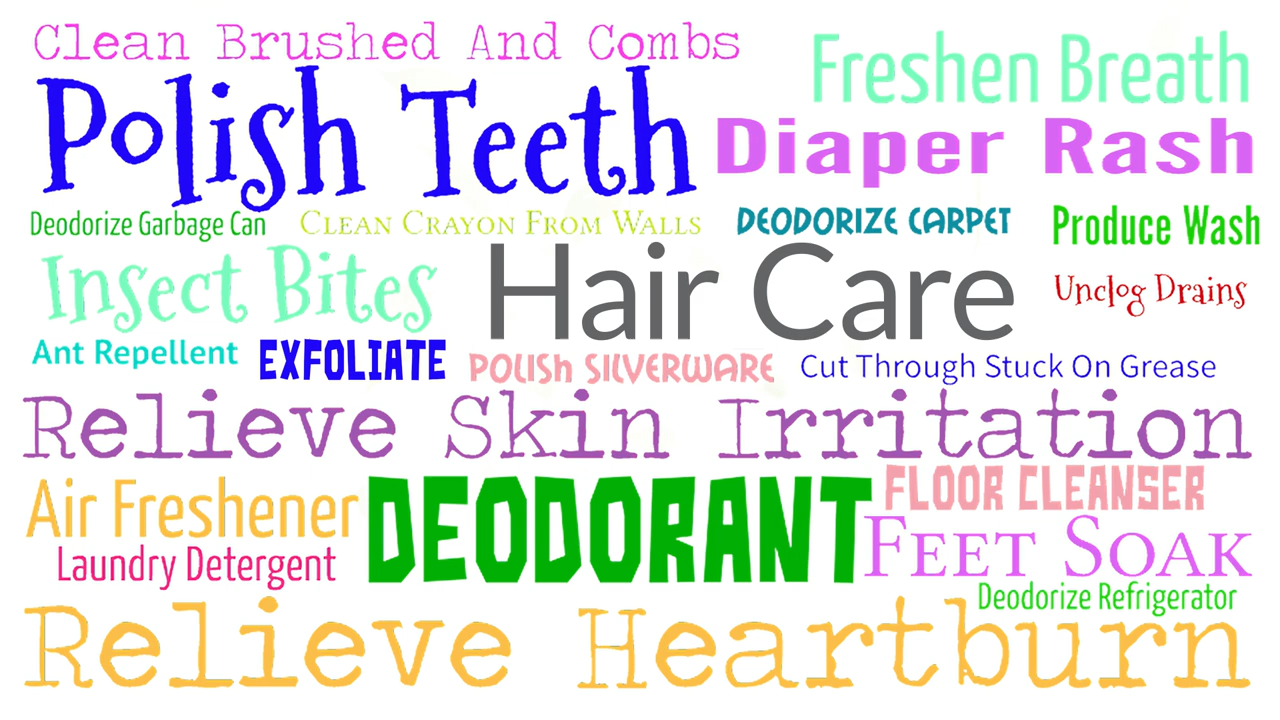 Clean Brushed And Combs
Freshen Breath
Polish Teeth
Diaper Rash
Deodorize Garbage Can
CLEAN CRAYON FROM WALLS
DEODORIZE CARPET
Produce Wash
Insect Bites
Hair Care
Unclog Drains
Ant Repellent
EXFOLIATE
POLISH SILVERWARE
Cut Through Stuck On Grease
Relieve Skin Irritation
Air Freshener
DEODORANT
FLOOR CLEANSER
Laundry Detergent
FEET SOAK
Deodorize Refrigerator
Relieve Heartburn